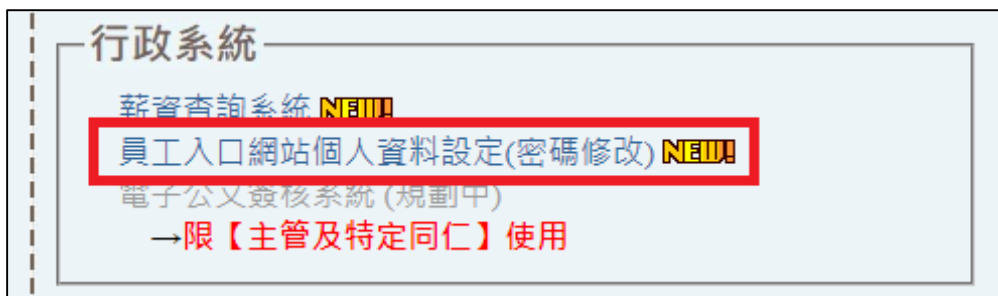 行政系統
薪資查詢系統 NEW!
員工入口網站個人資料設定(密碼修改) NEW!
電子公文簽核系統 (規劃中)
→限【主管及特定同仁】使用